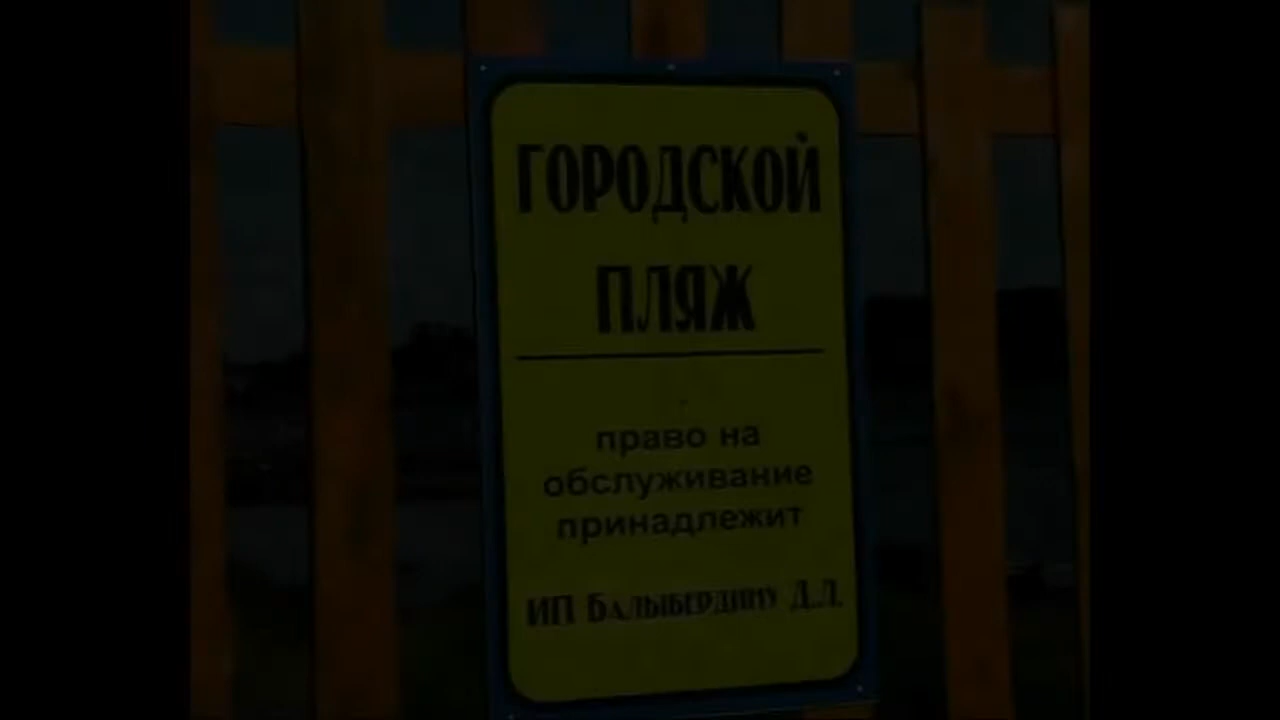 ГОРОДСКОЙ
ПЛЯЖ
право на
обслуживание
принадлежит
ИП БАЛЫБЕРДИНУ Д.Л.